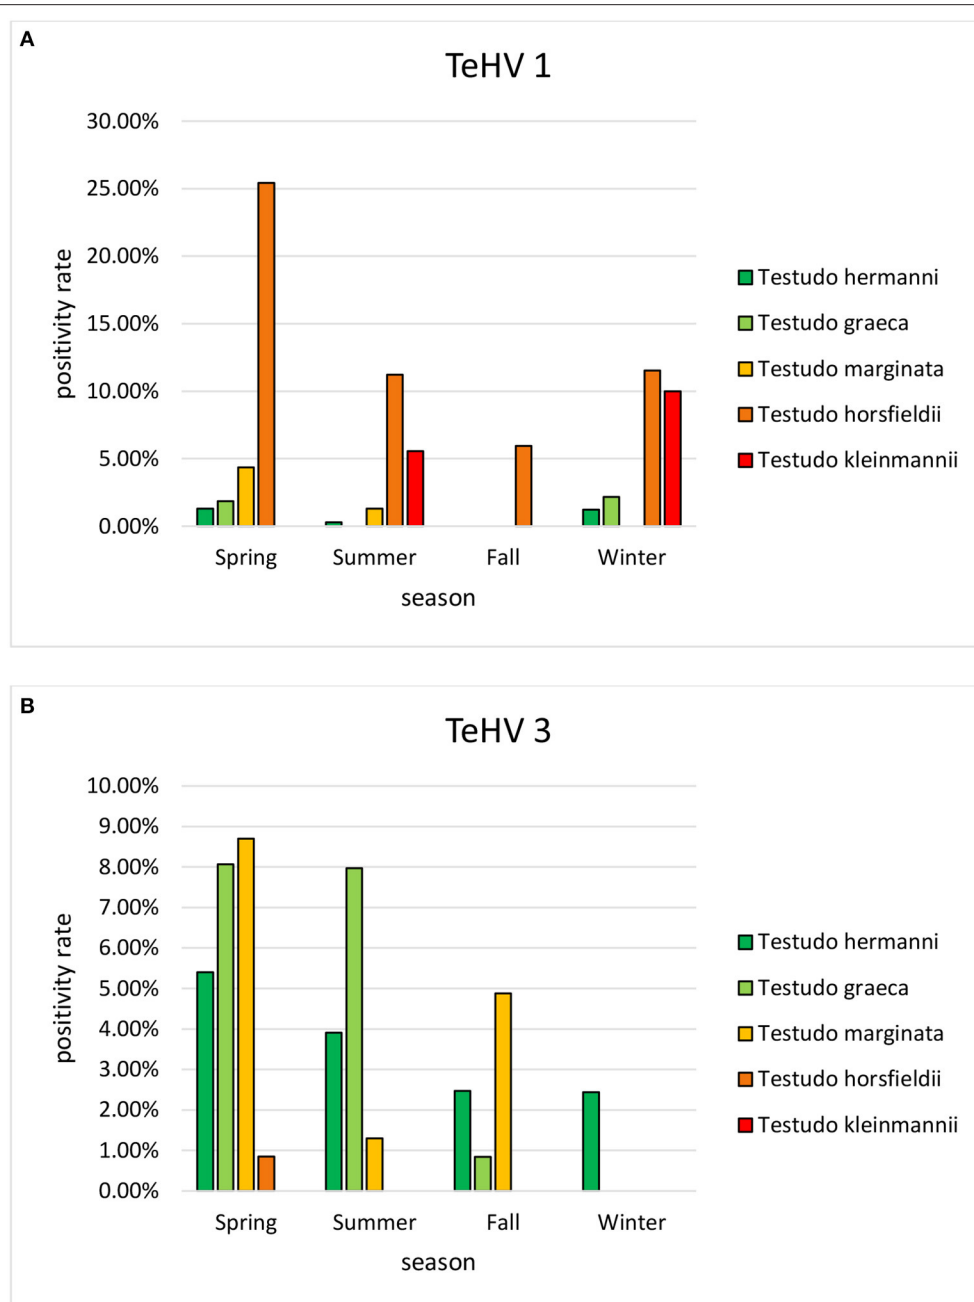 A
TeHV 1
30.00%
25.00%
20.00%
15.00%
10.00%
5.00%
0.00%
positivity rate
Spring Summer Fall Winter
season
Testudo hermanni
Testudo graeca
Testudo marginata
Testudo horsfieldii
Testudo kleinmannii
B
TeHV 3
10.00%
9.00%
8.00%
7.00%
6.00%
5.00%
4.00%
3.00%
2.00%
1.00%
0.00%
positivity rate
Spring Summer Fall Winter
season
Testudo hermanni
Testudo graeca
Testudo marginata
Testudo horsfieldii
Testudo kleinmannii